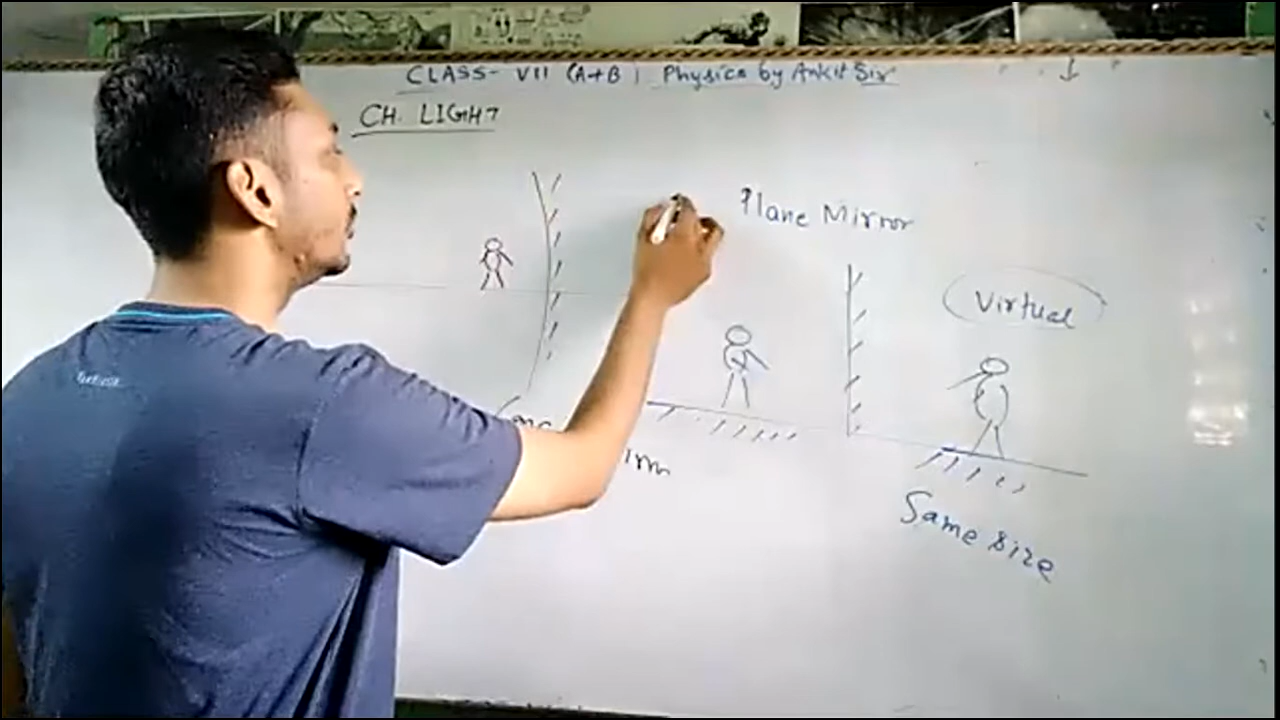 CLASS- VII (A+B) Physics by Ankit Sir
CH. LIGHT
Plane Mirror
Virtual
Same size